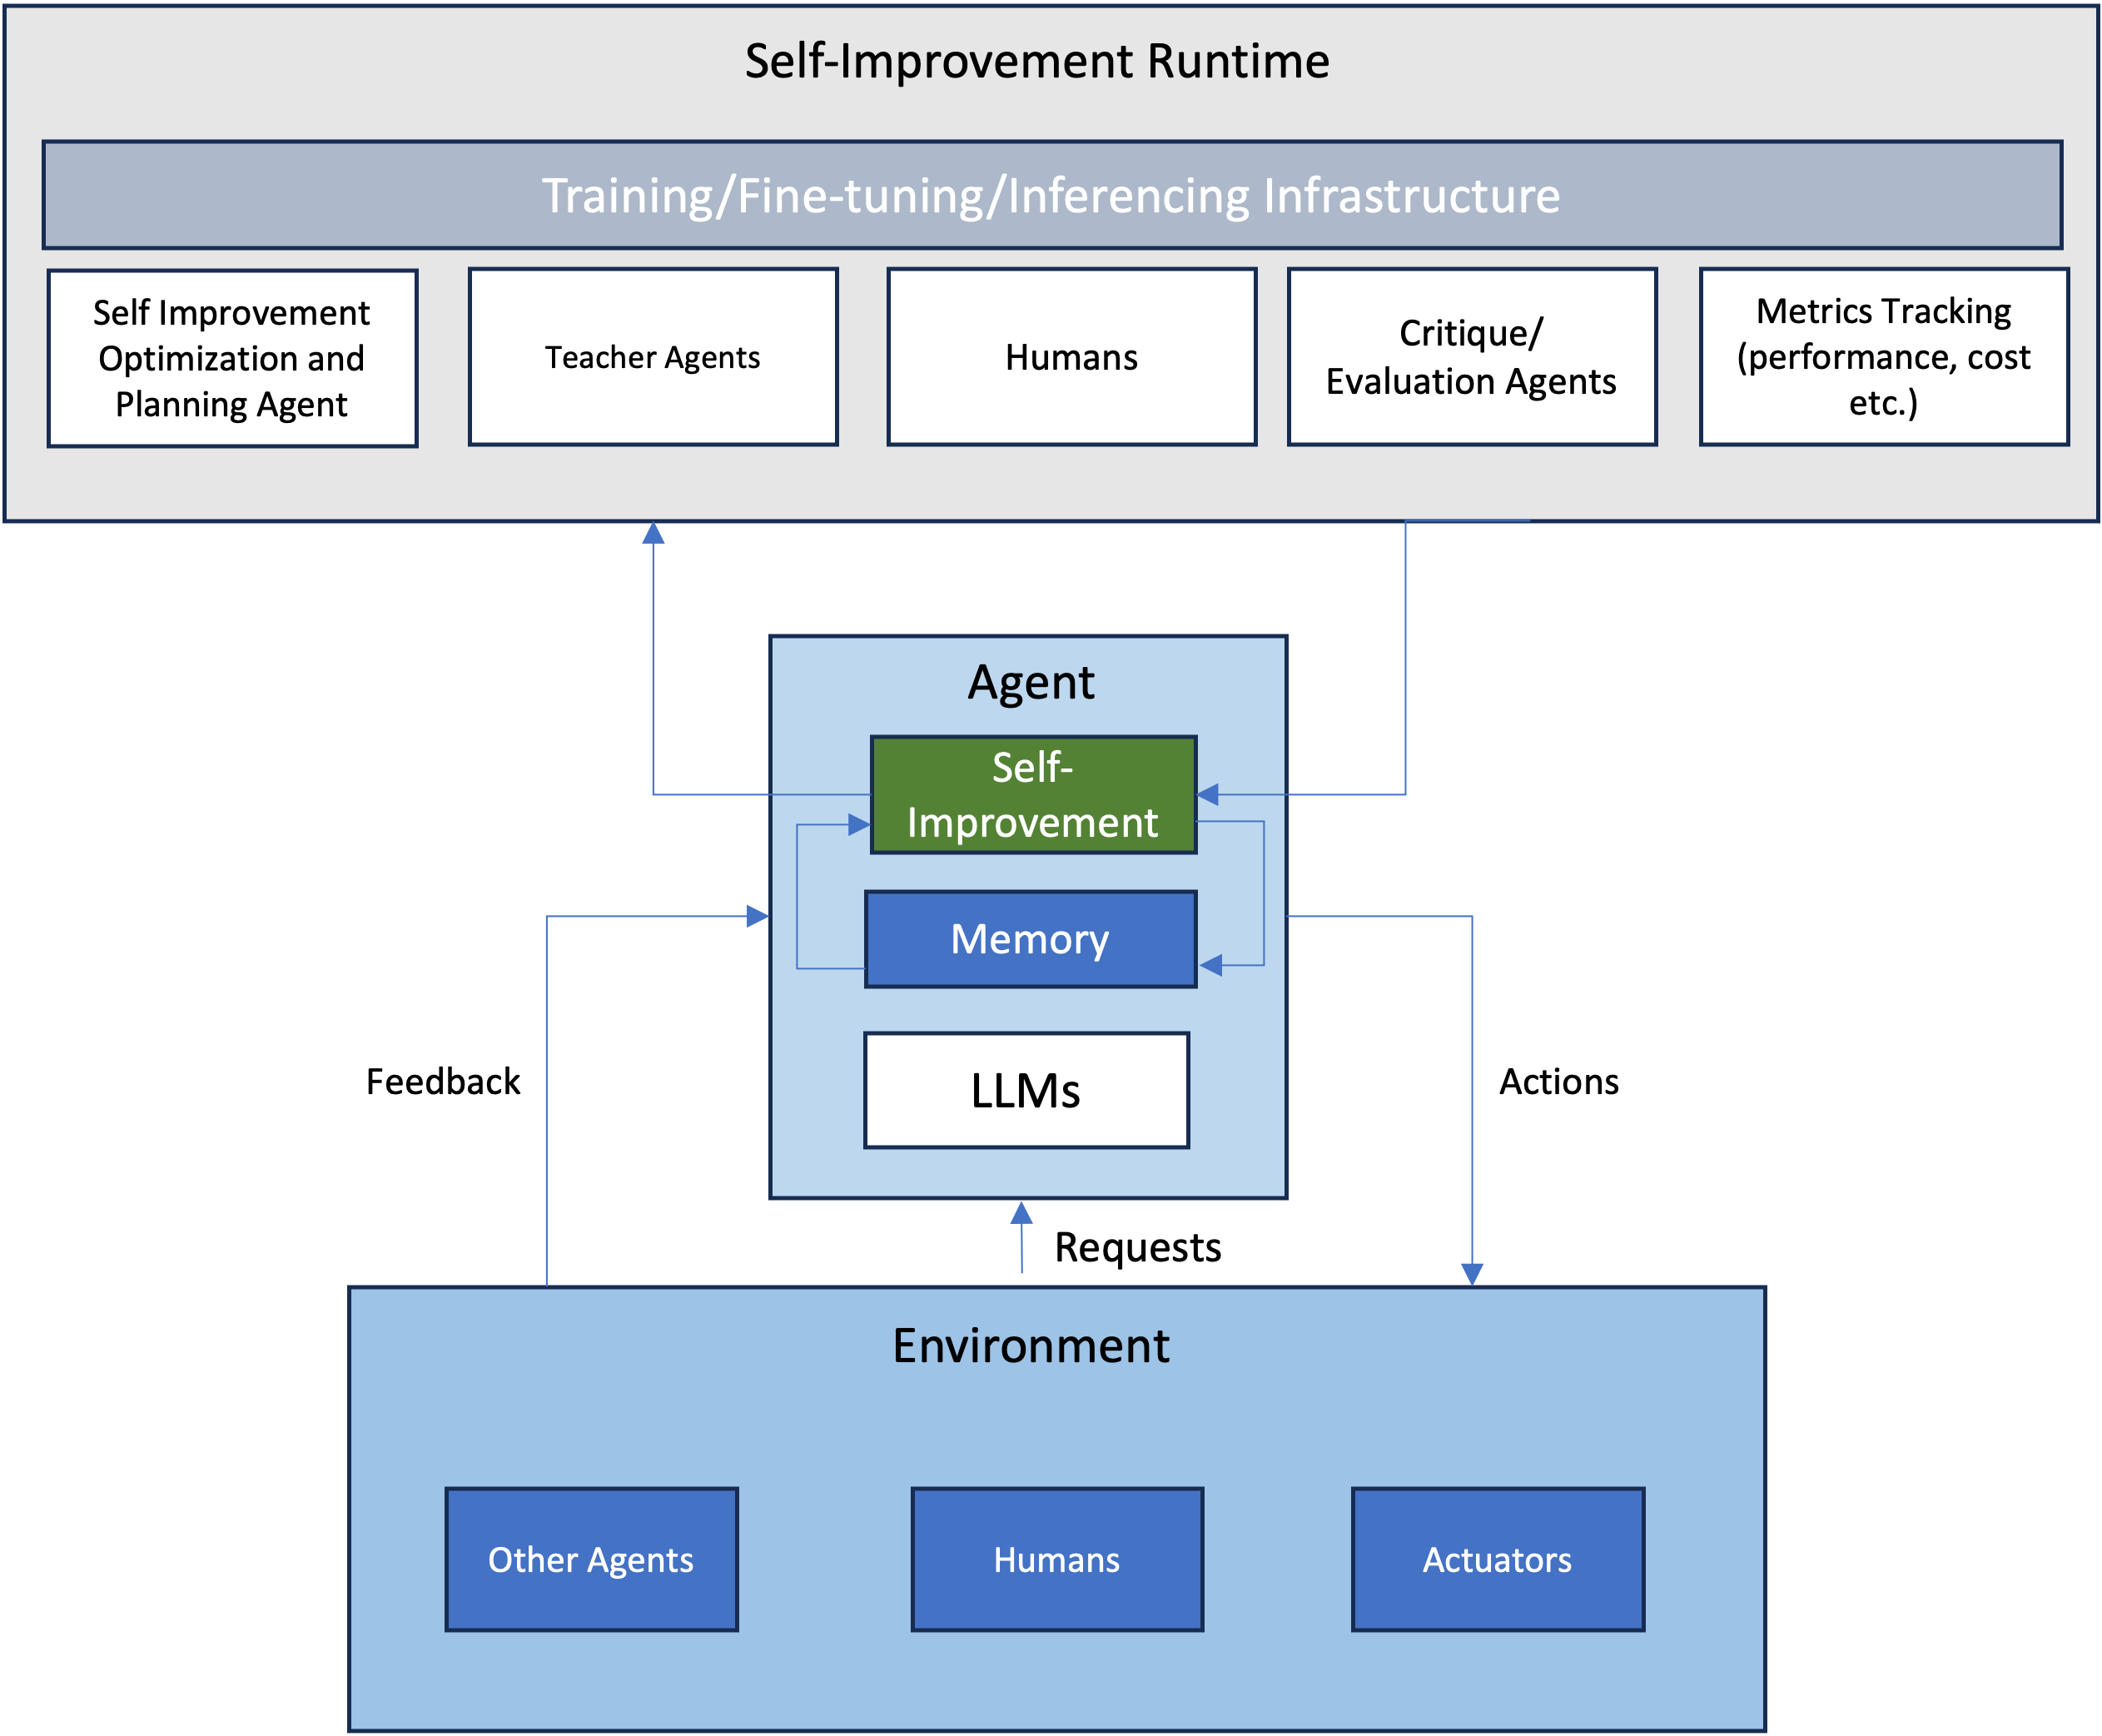 Self-Improvement Runtime
Training/Fine-tuning/Inferencing Infrastructure
Self Improvement
Optimization and
Planning Agent
Teacher Agents
Humans
Critique/
Evaluation Agents
Metrics Tracking
(performance, cost
etc.)
Agent
Self-
Improvement
Memory
LLMs
Feedback
Actions
Requests
Environment
Other Agents
Humans
Actuators